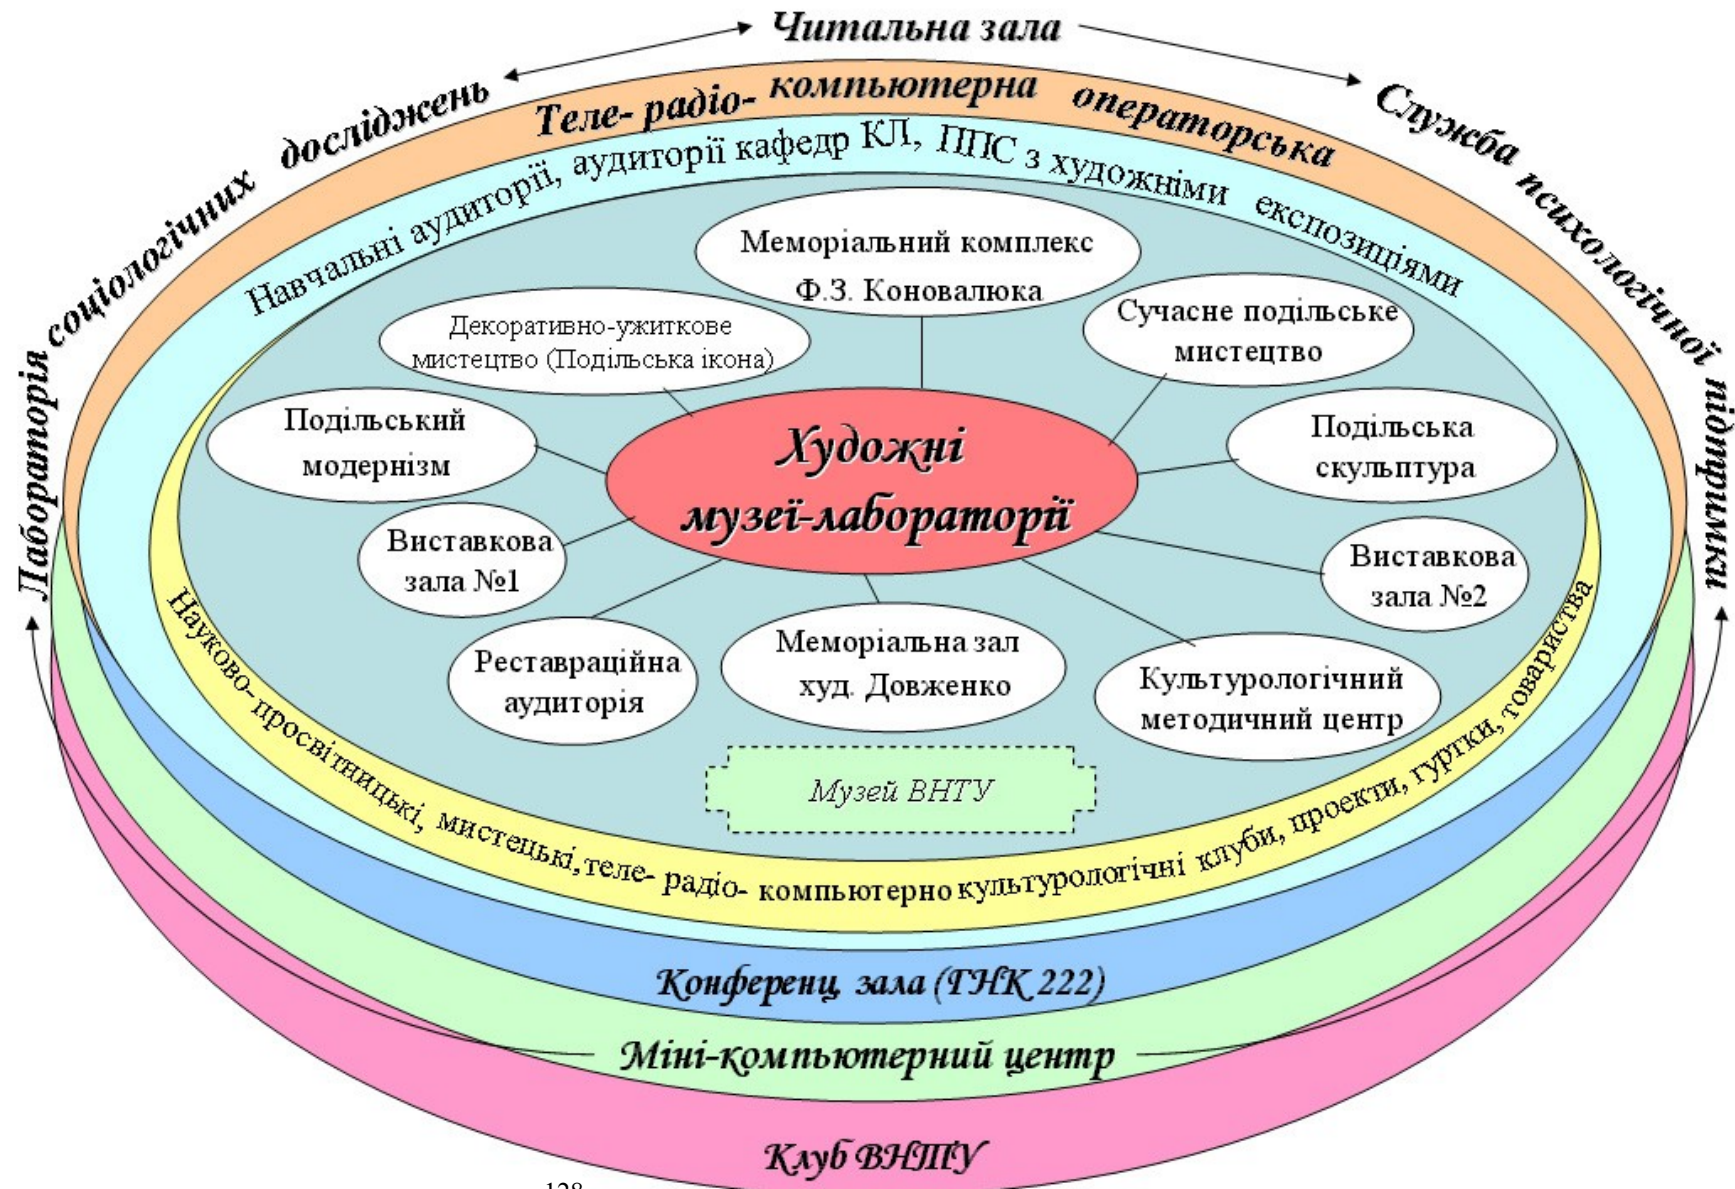 Читальна зала
Лабораторія соціологічних досліджень
Служба психологічної підтримки
Теле- радіо- компьютерна операторська
Навчальні аудиторії, аудиторії кафедр КЛ, ППС з художніми експозиціями
Меморіальний комплекс
Ф.З. Коновалюка
Декоративно-ужиткове
мистецтво (Подільська ікона)
Сучасне подільське
мистецтво
Подільський
модернізм
Подільська
скульптура
Художні
музеї-лабораторії
Виставкова
зала №1
Виставкова
зала №2
Реставраційна
аудиторія
Меморіальна зал
худ. Довженко
Культурологічний
методичний центр
Музей ВНТУ
Науково- просвітницькі, мистецькі, теле- радіо- компьютерно культурологічні клуби, проекти, гуртки, товариства
Конференц зала (ГНК 222)
Міні-компьютерний центр
Клуб ВНТУ
128